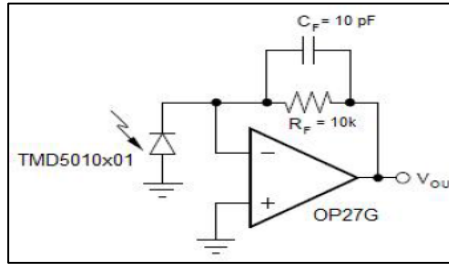 C_F = 10 pF
R_F = 10k
TMD5010x01
−
+
OP27G
V_OU